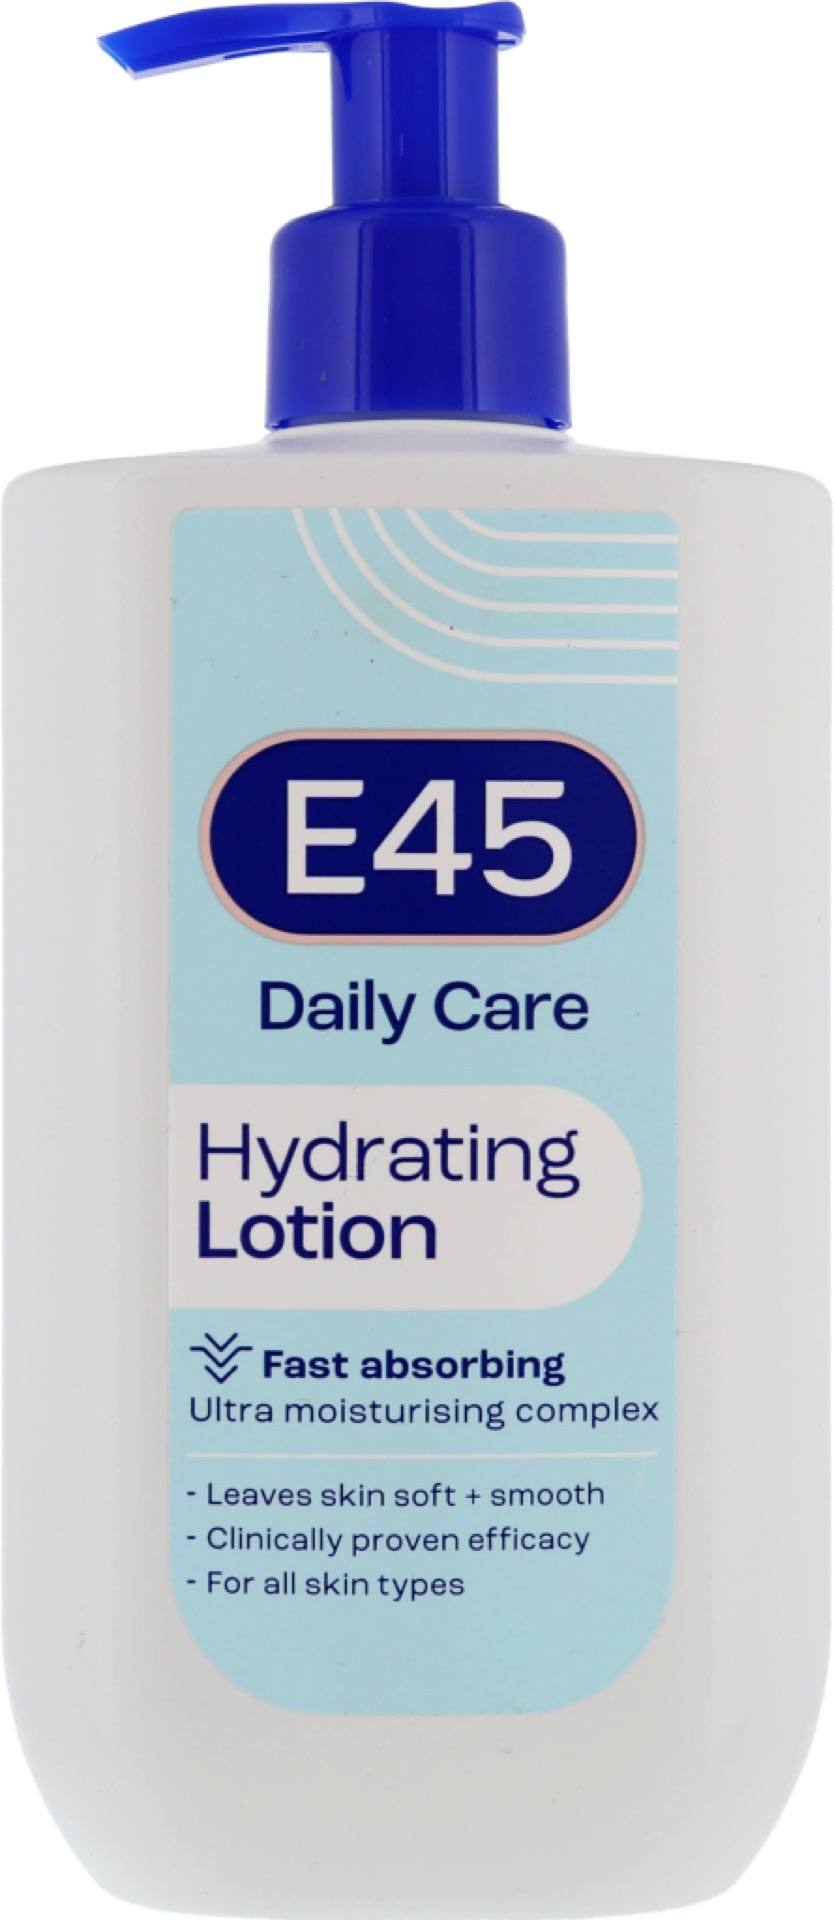 E45
Daily Care
Hydrating
Lotion
Fast absorbing
Ultra moisturising complex
- Leaves skin soft + smooth
- Clinically proven efficacy
- For all skin types